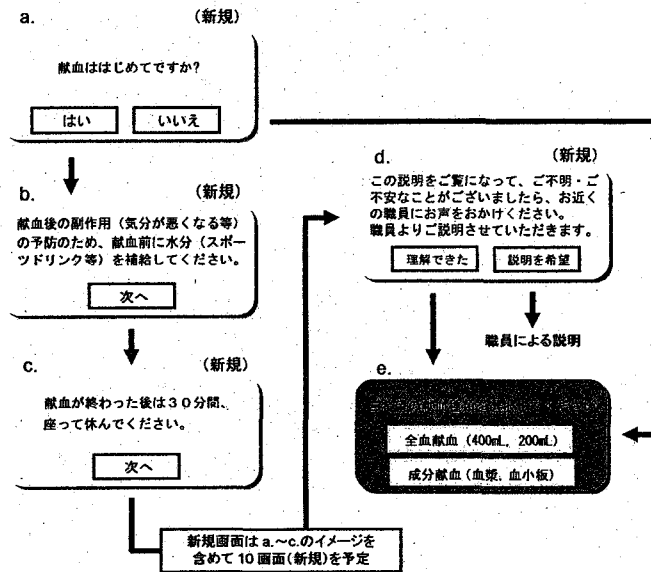 a.
(新規)
献血ははじめてですか?
はい
いいえ
b.
(新規)
献血後の副作用(気分が悪くなる等)
の予防のため、献血前に水分(スポー
ツドリンク等)を補給してください。
次へ
c.
(新規)
献血が終わった後は30分間、
座って休んでください。
次へ
新規画面は a.~c.のイメージを
含めて 10 画面(新規)を予定
d.
(新規)
この説明をご覧になって、ご不明・ご
不安なことがございましたら、お近く
の職員にお声をおかけください。
職員よりご説明させていただきます。
理解できた
説明を希望
職員による説明
e.
全血献血(400mL, 200mL)
成分献血(血漿、血小板)